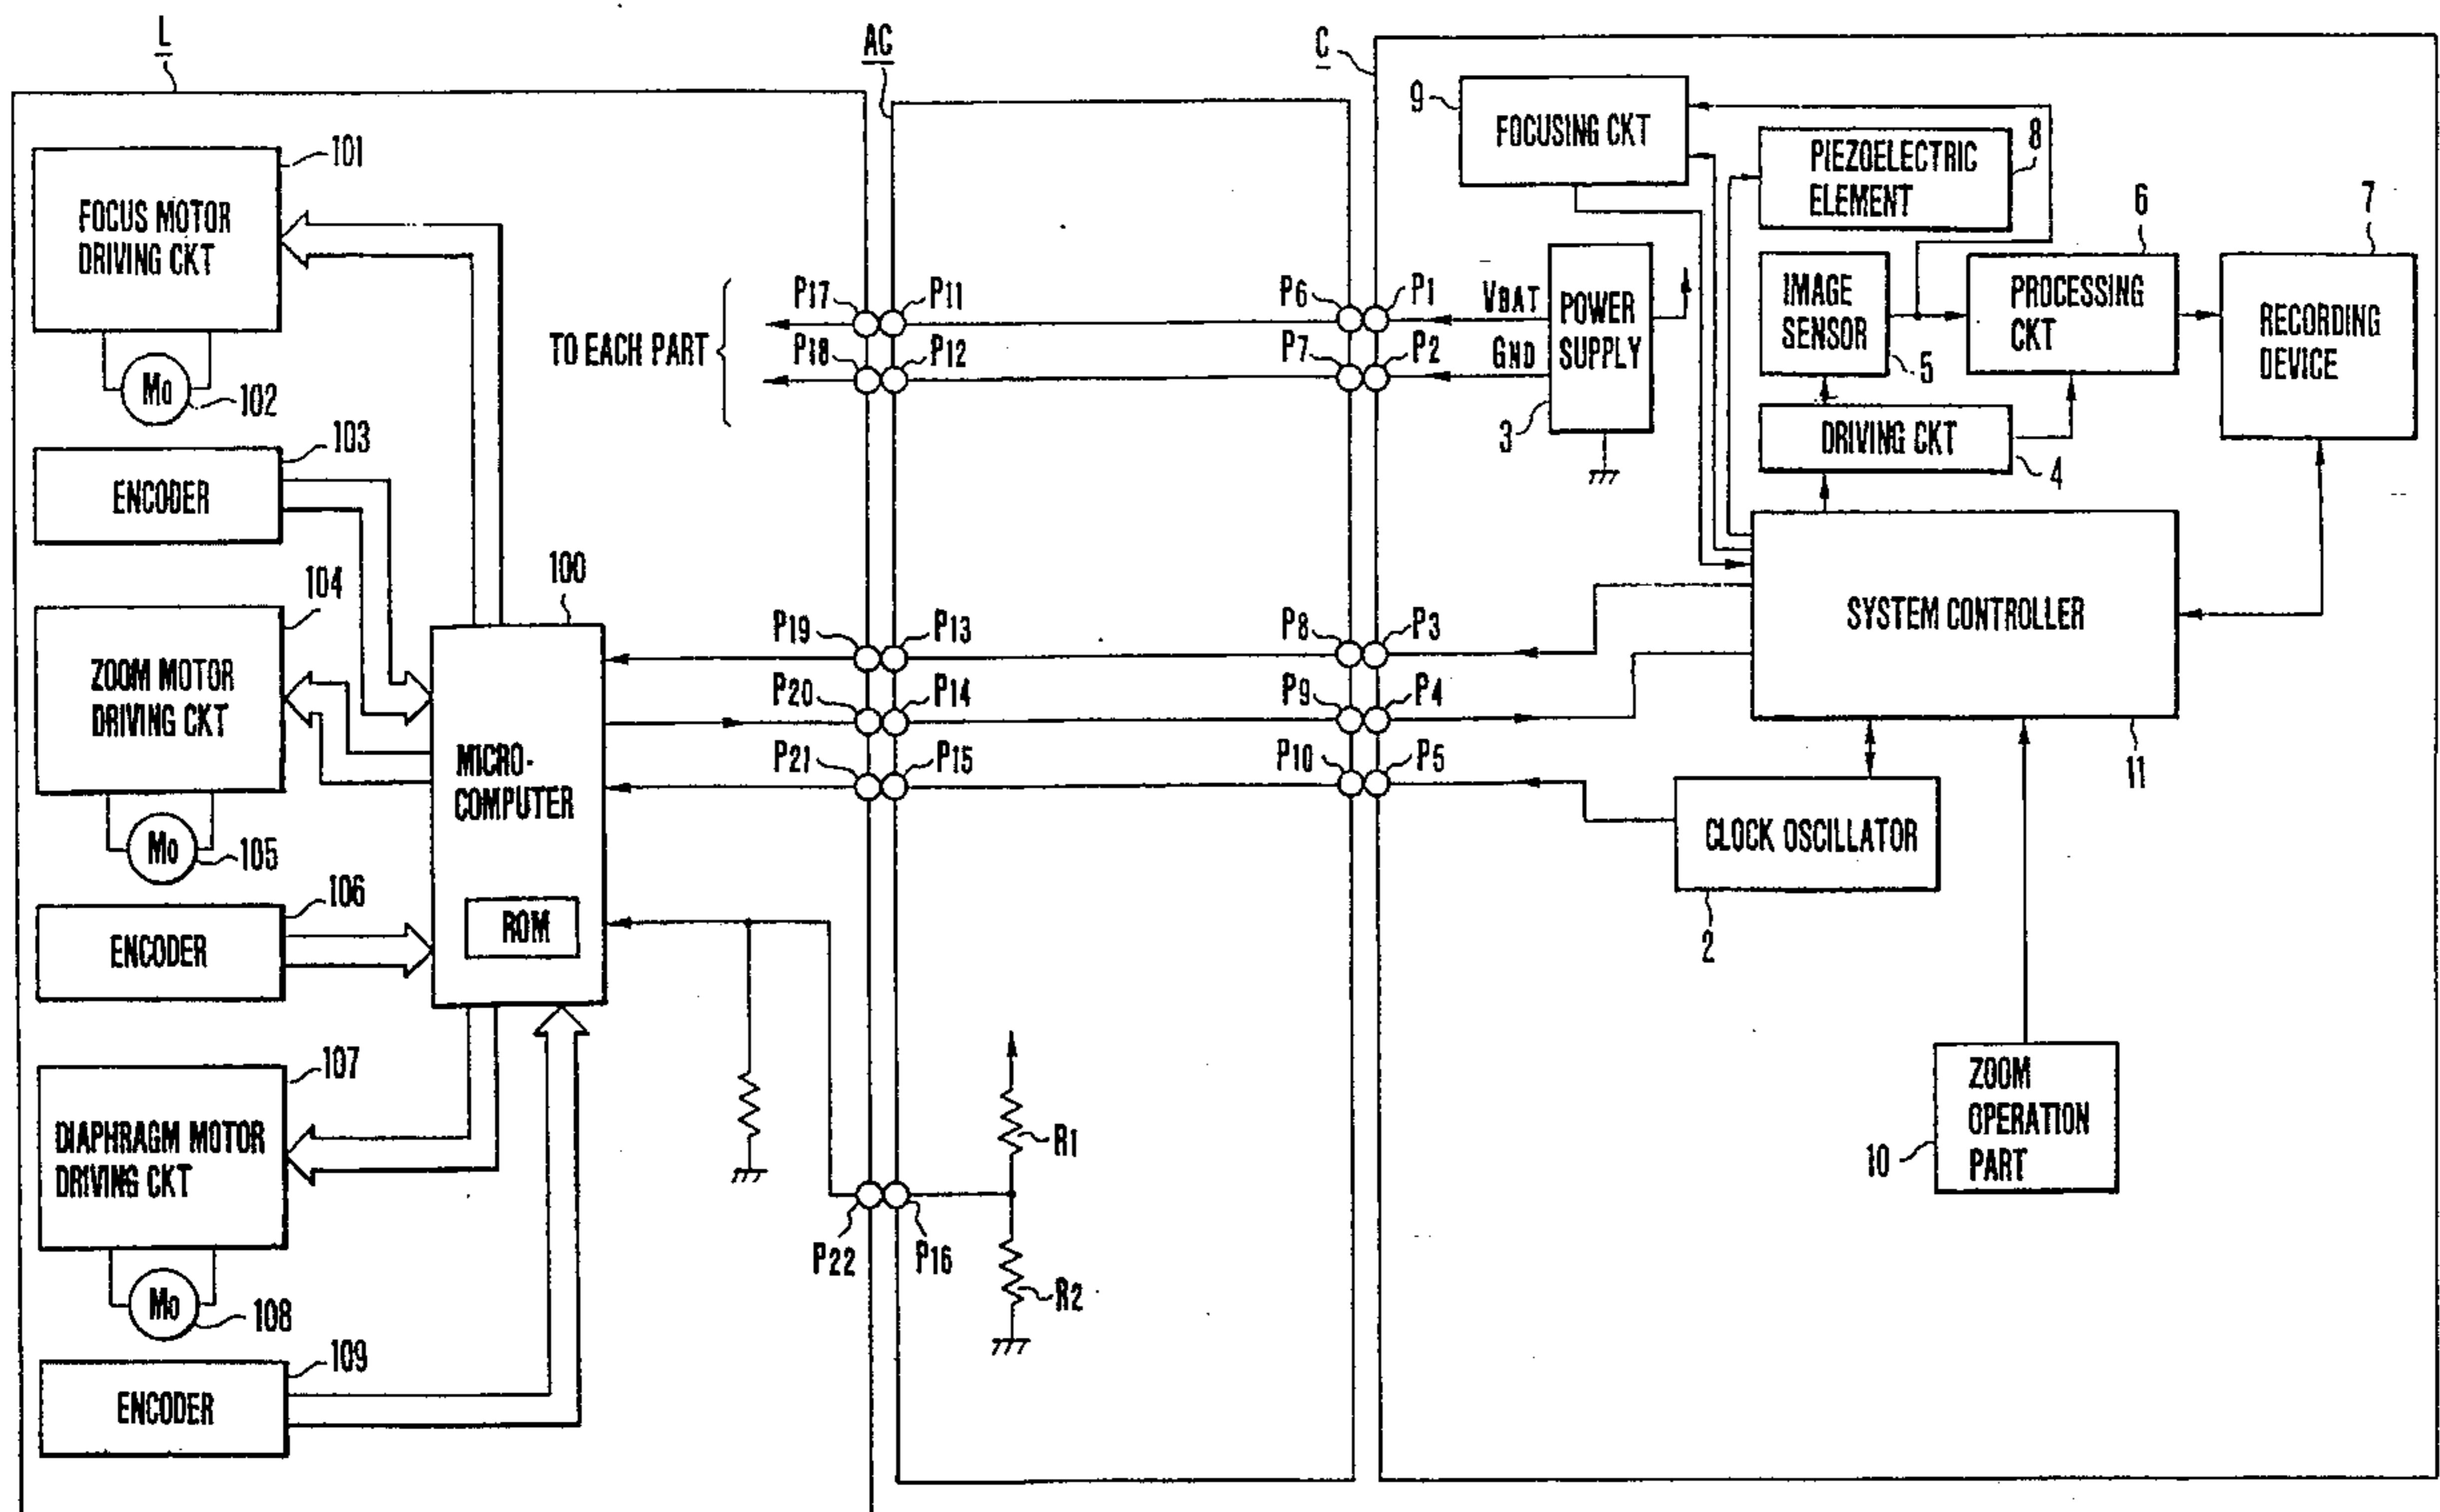 L
AC
C
101
FOCUS MOTOR
DRIVING CKT
Mo
102
103
ENCODER
104
ZOOM MOTOR
DRIVING CKT
Mo
105
106
ENCODER
107
DIAPHRAGM MOTOR
DRIVING CKT
Mo
108
109
ENCODER
100
MICRO-
COMPUTER
ROM
TO EACH PART
P17
P18
P19
P20
P21
P22
P11
P12
P13
P14
P15
P16
R1
R2
P6
P7
P8
P9
P10
P1
P2
P3
P4
P5
VBAT
GND
9
FOCUSING CKT
PIEZOELECTRIC
ELEMENT
8
POWER
SUPPLY
3
IMAGE
SENSOR
5
6
PROCESSING
CKT
7
RECORDING
DEVICE
DRIVING CKT
4
SYSTEM CONTROLLER
11
CLOCK OSCILLATOR
2
ZOOM
OPERATION
PART
10